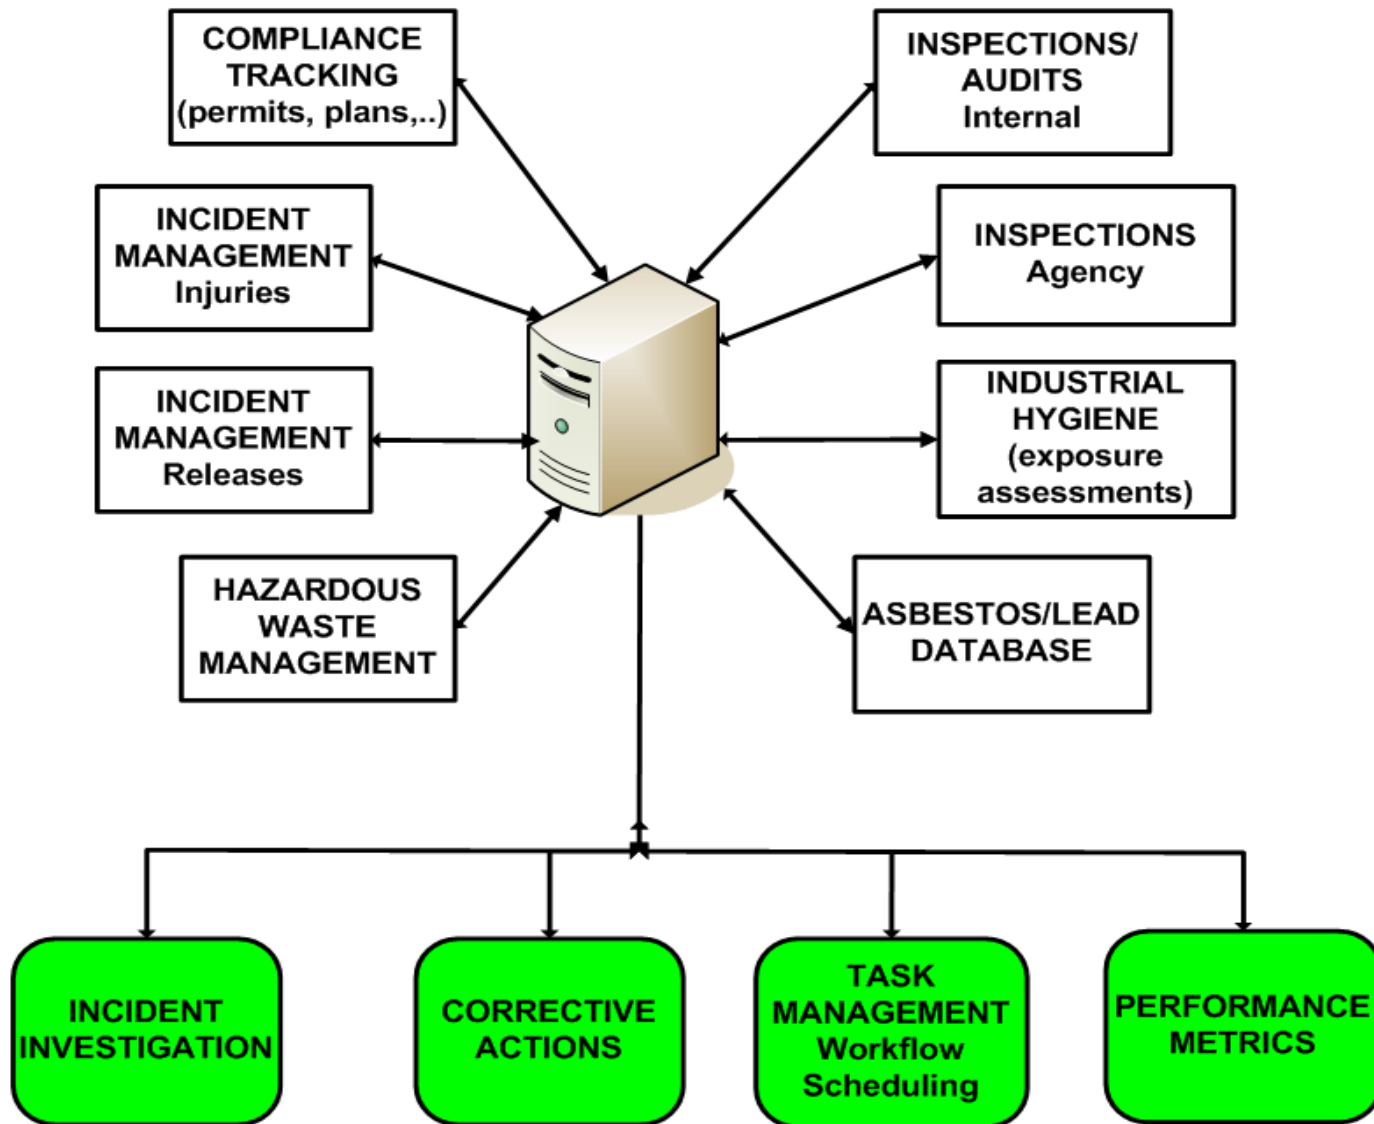 COMPLIANCE
TRACKING
(permits, plans,..)
INSPECTIONS/
AUDITS
Internal
INCIDENT
MANAGEMENT
Injuries
INSPECTIONS
Agency
INCIDENT
MANAGEMENT
Releases
INDUSTRIAL
HYGIENE
(exposure
assessments)
HAZARDOUS
WASTE
MANAGEMENT
ASBESTOS/LEAD
DATABASE
INCIDENT
INVESTIGATION
CORRECTIVE
ACTIONS
TASK
MANAGEMENT
Workflow
Scheduling
PERFORMANCE
METRICS